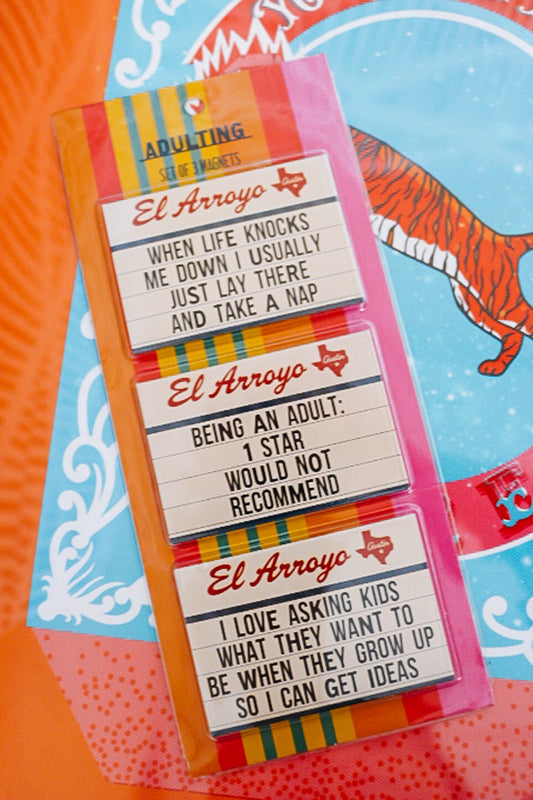 YO
ADULTING
SET OF 3 MAGNETS
El Arroyo
Austin
WHEN LIFE KNOCKS
ME DOWN I USUALLY
JUST LAY THERE
AND TAKE A NAP
El Arroyo
Austin
BEING AN ADULT:
1 STAR
WOULD NOT
RECOMMEND
El Arroyo
Austin
I LOVE ASKING KIDS
WHAT THEY WANT TO
BE WHEN THEY GROW UP
SO I CAN GET IDEAS